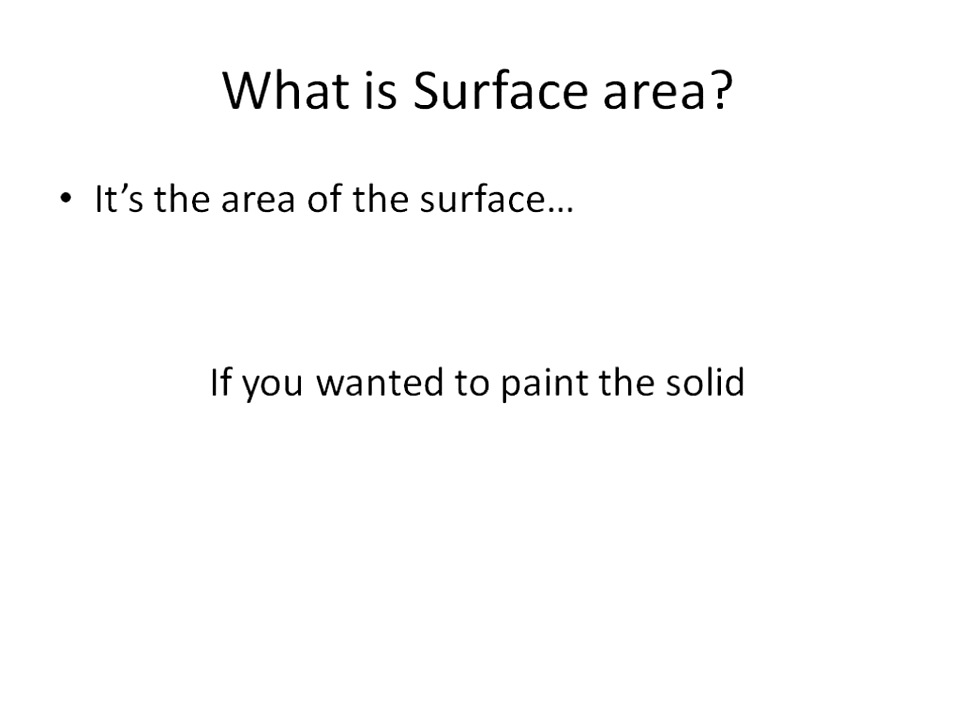 What is Surface area?
• It’s the area of the surface…
If you wanted to paint the solid